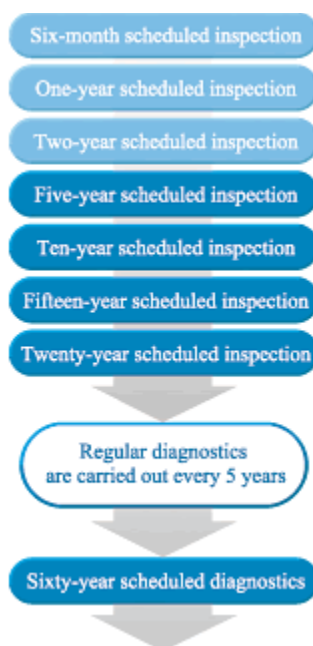 Six-month scheduled inspection
One-year scheduled inspection
Two-year scheduled inspection
Five-year scheduled inspection
Ten-year scheduled inspection
Fifteen-year scheduled inspection
Twenty-year scheduled inspection
Regular diagnostics
are carried out every 5 years
Sixty-year scheduled diagnostics